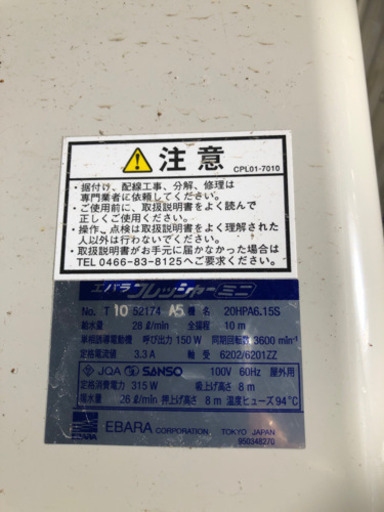 注意
CPL01-7010
・据付け、配線工事、分解、修理は
専門業者に依頼してください。
・ご使用前に、取扱説明書をよく読んで
正しくご使用ください。
・操作、点検は取扱説明書をよく理解された
人以外は行わないでください。
・取扱説明書がお手元に届かなかった場合は
TEL 0466-83-8125へご要求ください。
エバラ フレッシャーミニ
No. T 10 52174 A5 機名 20HPA6.15S
給水量 28 ℓ/min 全揚程 10 m
単相誘導電動機 呼び出力 150 W 同期回転数 3600 min⁻¹
定格電流値 3.3 A 軸受 6202/6201ZZ
JQA SANSO 100V 60Hz 屋外用
定格消費電力 315 W 吸上げ高さ 8 m
揚水量 26 ℓ/min 押上げ高さ 8 m 温度ヒューズ 94℃
EBARA EBARA CORPORATION TOKYO JAPAN
950348270